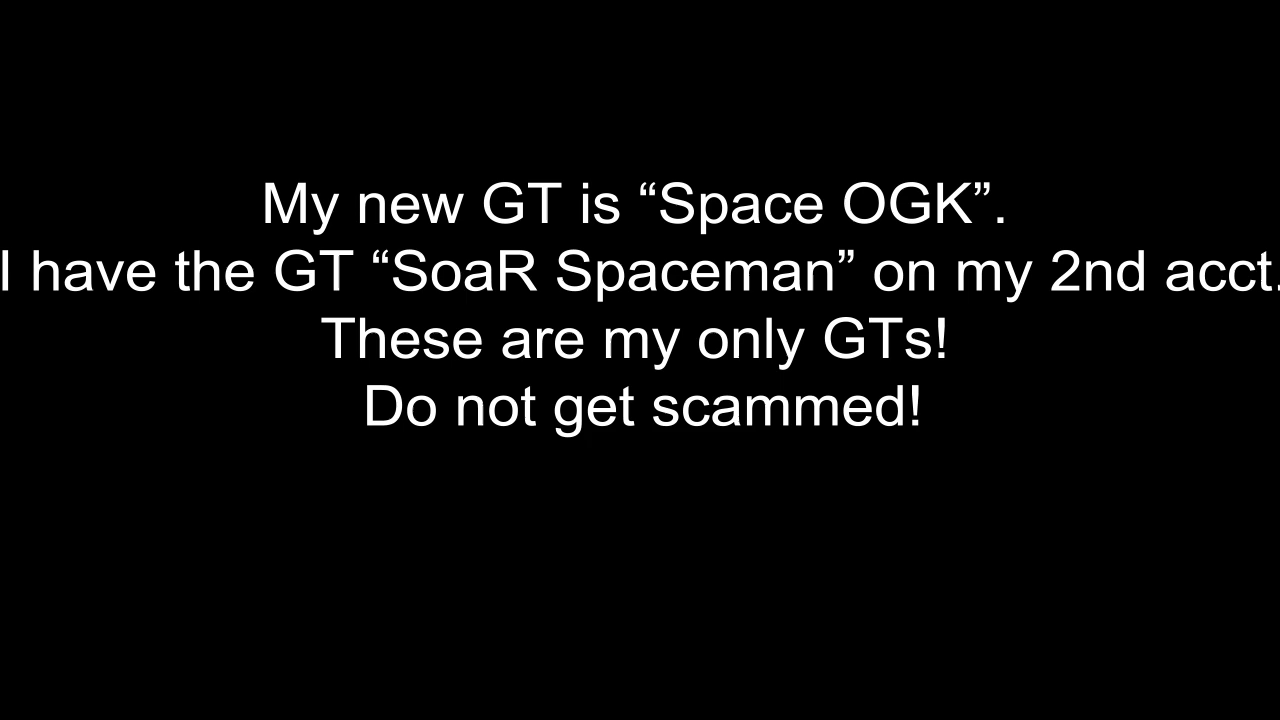 My new GT is “Space OGK”.
I have the GT “SoaR Spaceman” on my 2nd acct.
These are my only GTs!
Do not get scammed!